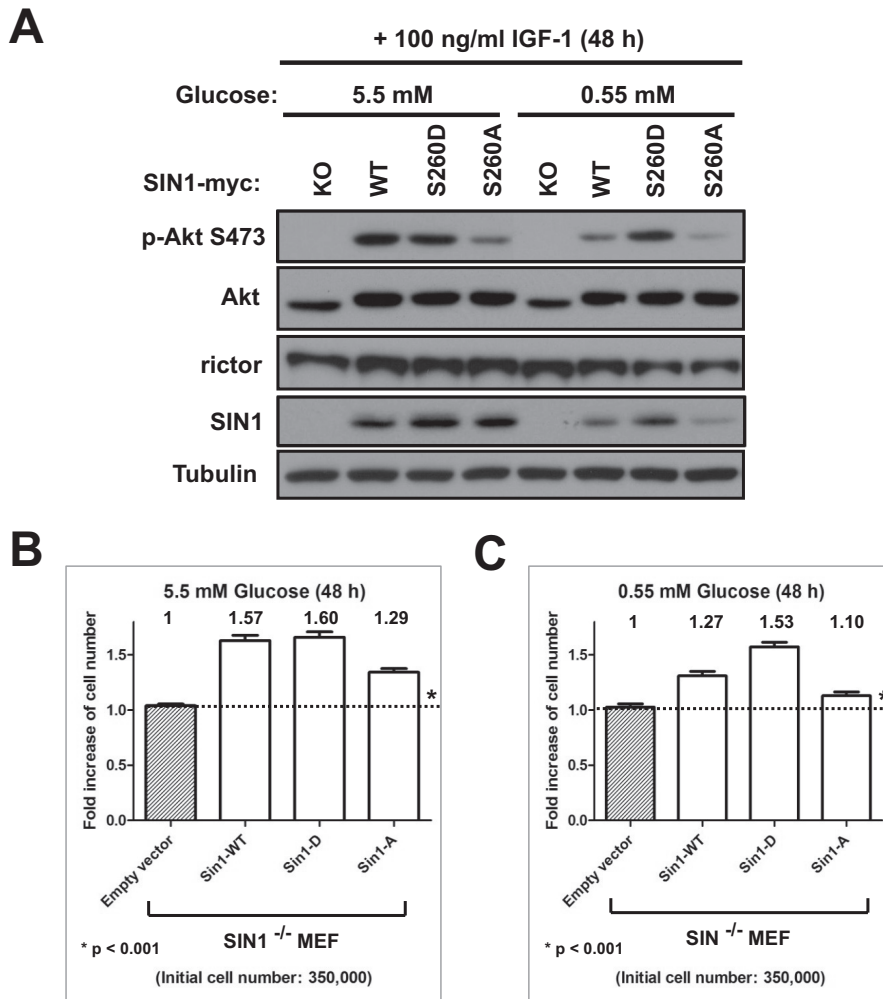 A
+ 100 ng/ml IGF-1 (48 h)
Glucose: 5.5 mM 0.55 mM
SIN1-myc: KO WT S260D S260A KO WT S260D S260A
p-Akt S473
Akt
rictor
SIN1
Tubulin
B
5.5 mM Glucose (48 h)
1 1.57 1.60 1.29
Fold increase of cell number
1.5
1.0
0.5
0.0
*
Empty vector Sin1-WT Sin1-D Sin1-A
SIN1 -/- MEF
* p < 0.001
(Initial cell number: 350,000)
C
0.55 mM Glucose (48 h)
1 1.27 1.53 1.10
Fold increase of cell number
1.5
1.0
0.5
0.0
*
Empty vector Sin1-WT Sin1-D Sin1-A
SIN -/- MEF
* p < 0.001
(Initial cell number: 350,000)